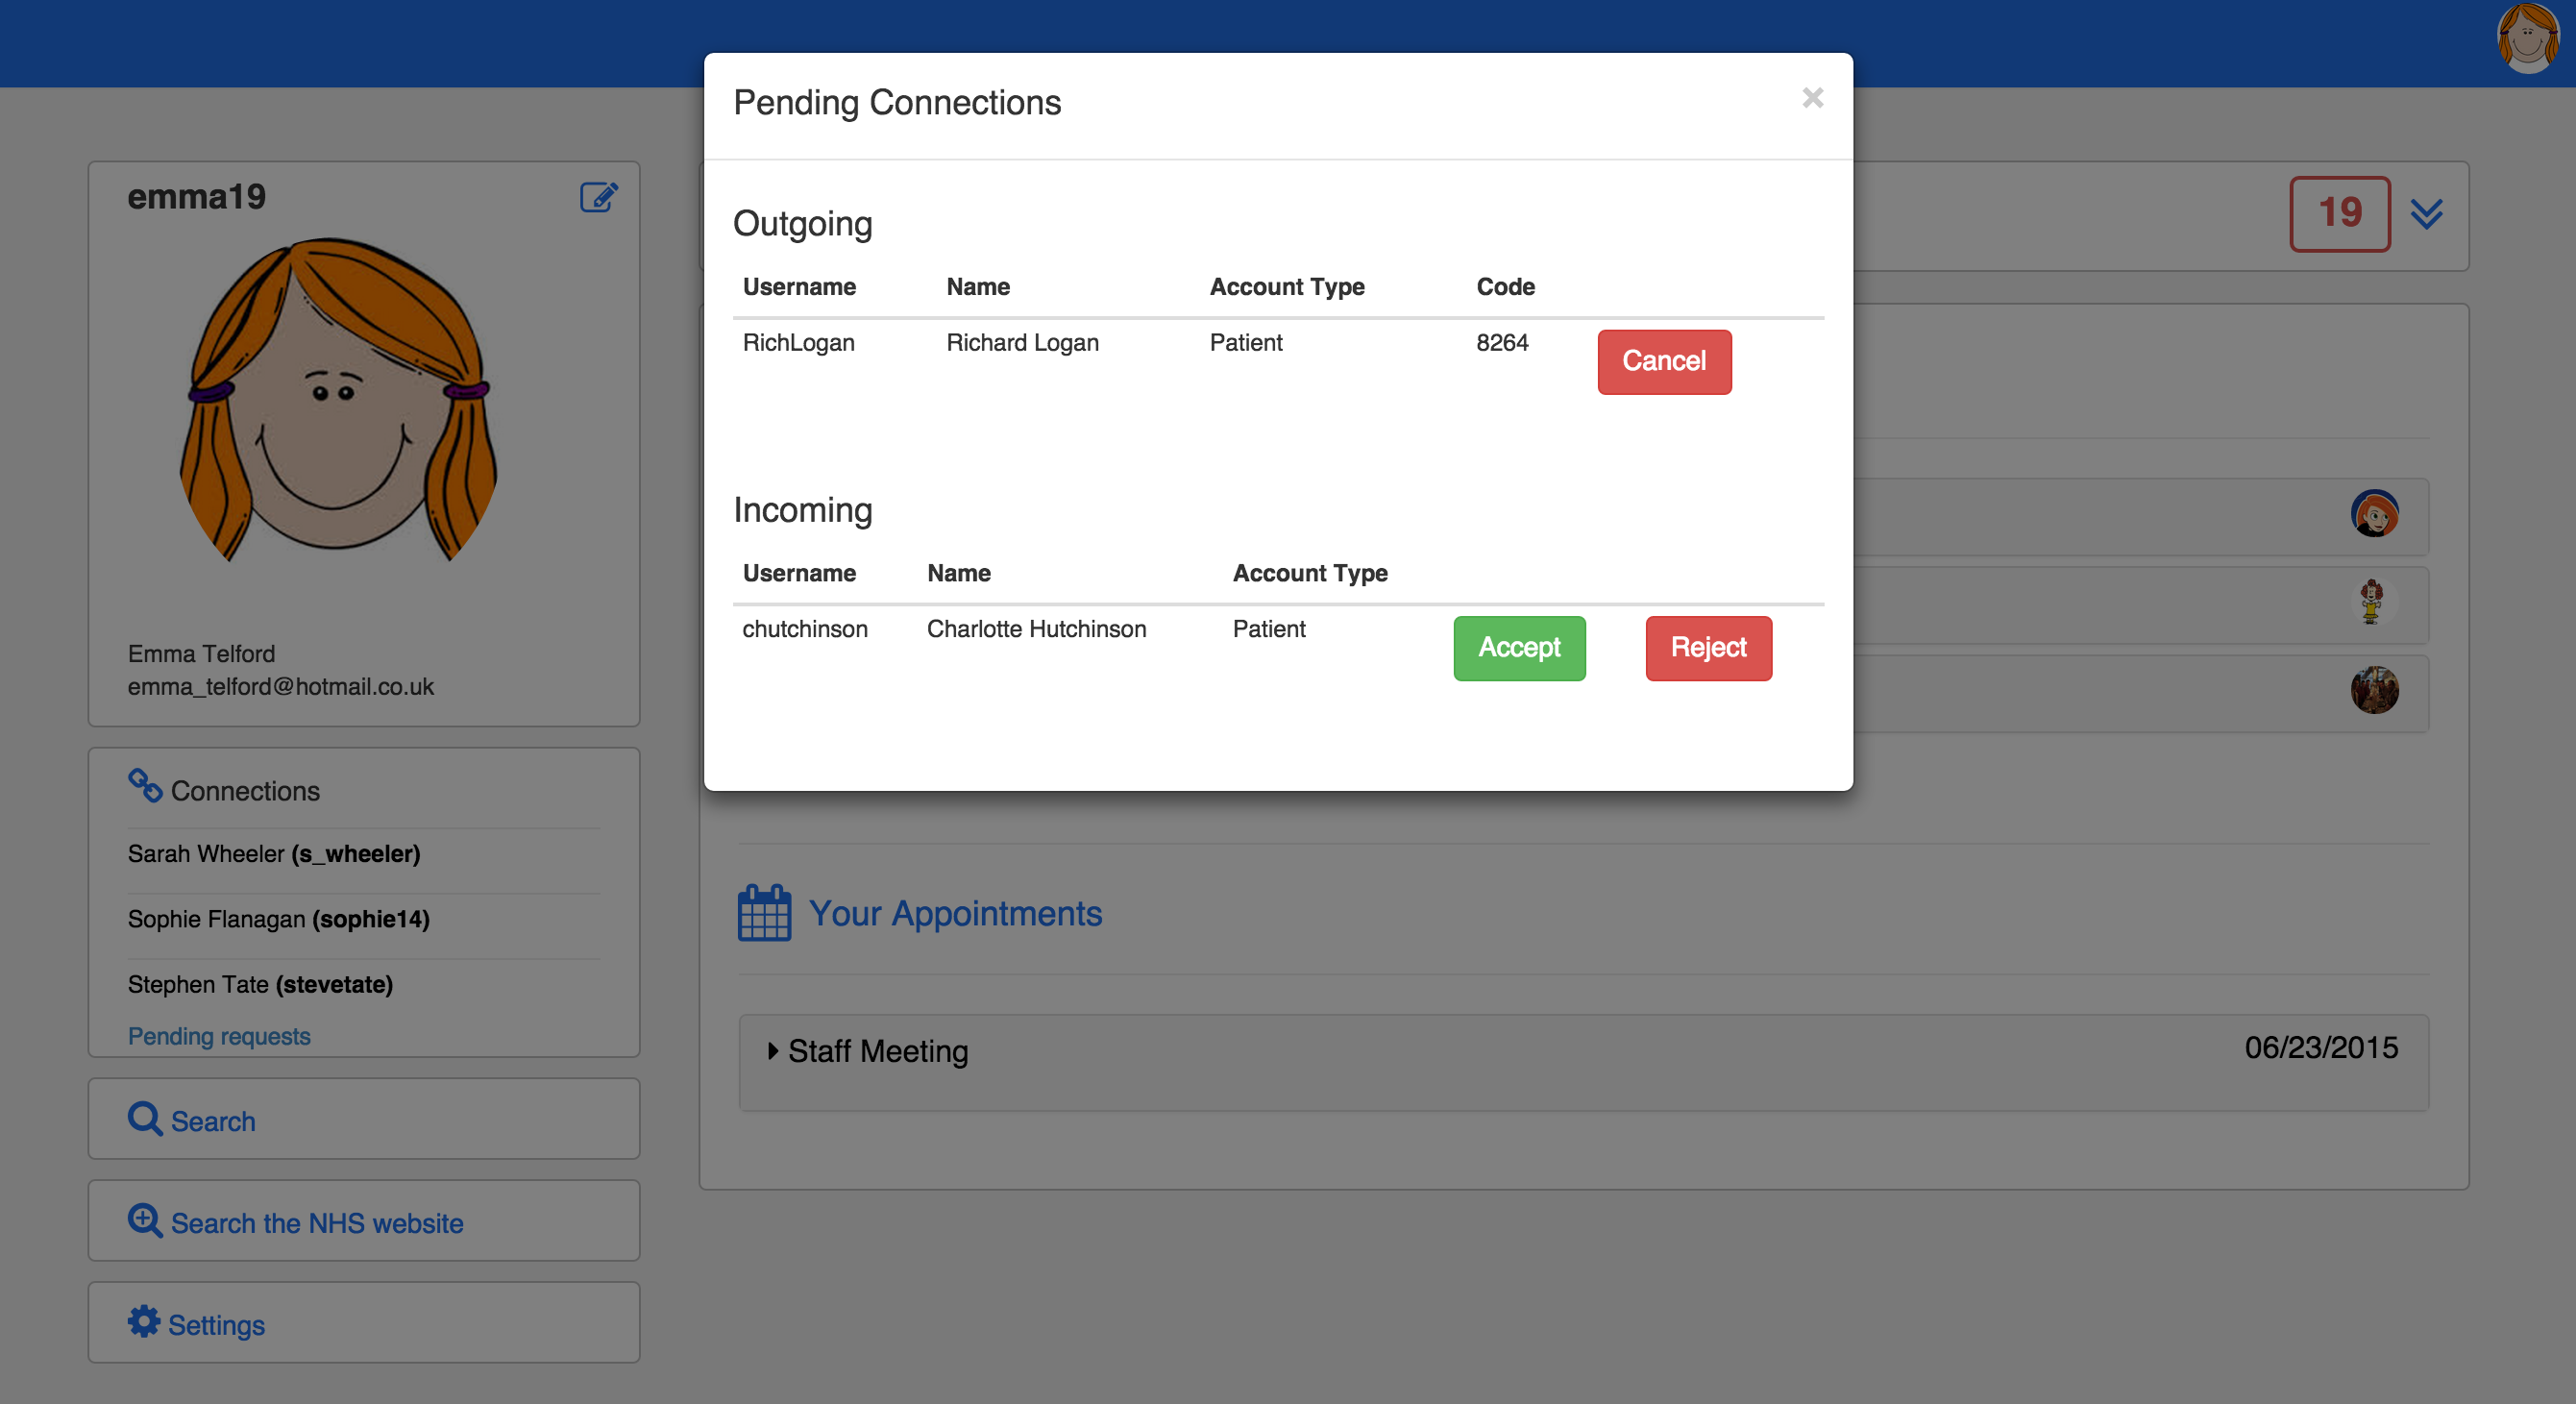 Pending Connections ×
Outgoing
Username Name Account Type Code
RichLogan Richard Logan Patient 8264 Cancel
Incoming
Username Name Account Type
chutchinson Charlotte Hutchinson Patient Accept Reject
emma19
Emma Telford
emma_telford@hotmail.co.uk
Connections
Sarah Wheeler (s_wheeler)
Sophie Flanagan (sophie14)
Stephen Tate (stevetate)
Pending requests
Search
Search the NHS website
Settings
19
Your Appointments
Staff Meeting 06/23/2015